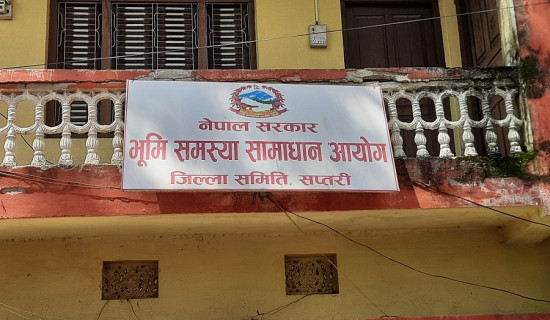 नेपाल सरकार
भूमि समस्या सामाधान आयोग
जिल्ला समिति, सप्तरी